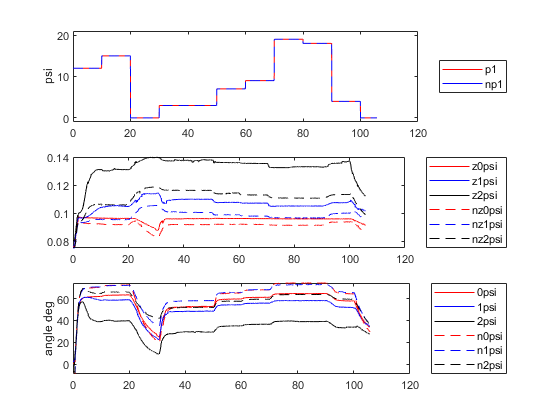 20
10
0
psi
0 20 40 60 80 100 120
p1
np1
0.14
0.12
0.1
0.08
0 20 40 60 80 100 120
z0psi
z1psi
z2psi
nz0psi
nz1psi
nz2psi
60
40
20
0
angle deg
0 20 40 60 80 100 120
0psi
1psi
2psi
n0psi
n1psi
n2psi